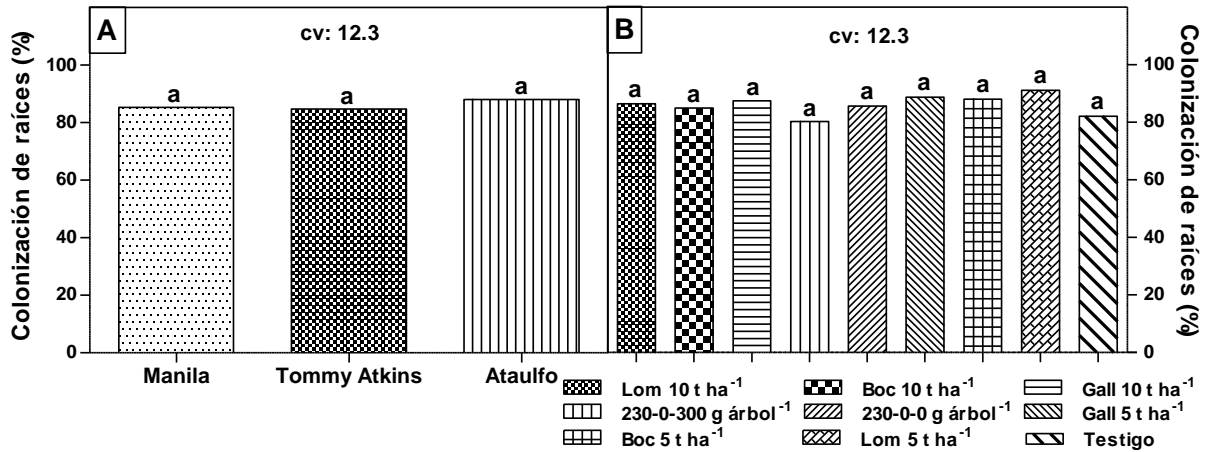 A
cv: 12.3
Colonización de raíces (%)
100
80
60
40
20
0
a
a
a
Manila
Tommy Atkins
Ataulfo
B
cv: 12.3
a
a
a
a
a
a
a
a
a
100
80
60
40
20
0
Colonización de raíces (%)
Lom 10 t ha⁻¹
Boc 10 t ha⁻¹
Gall 10 t ha⁻¹
230-0-300 g árbol⁻¹
230-0-0 g árbol⁻¹
Gall 5 t ha⁻¹
Boc 5 t ha⁻¹
Lom 5 t ha⁻¹
Testigo